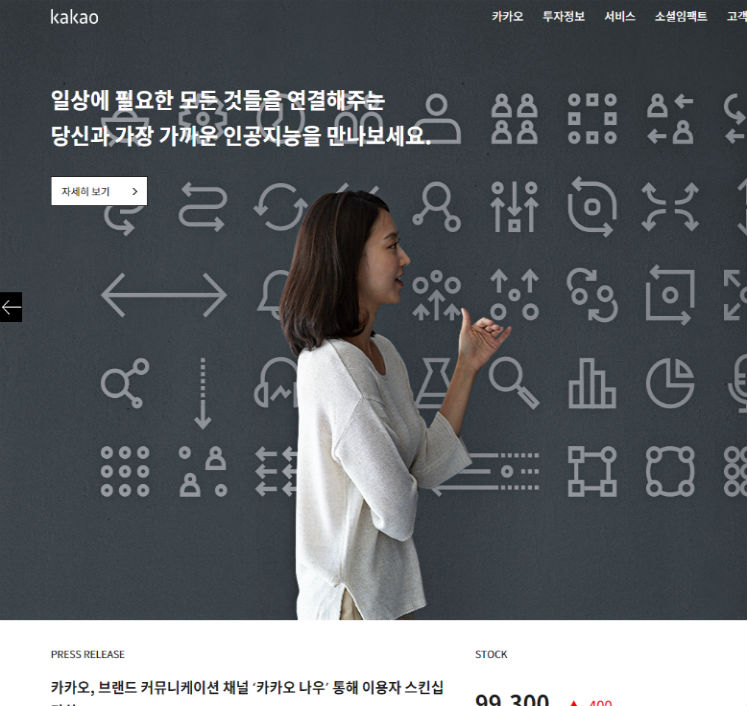 kakao
카카오 투자정보 서비스 소셜임팩트
일상에 필요한 모든 것들을 연결해주는
당신과 가장 가까운 인공지능을 만나보세요.
자세히 보기
PRESS RELEASE
STOCK
카카오, 브랜드 커뮤니케이션 채널 ‘카카오 나우’ 통해 이용자 스킨십
99,300 ▲ 400